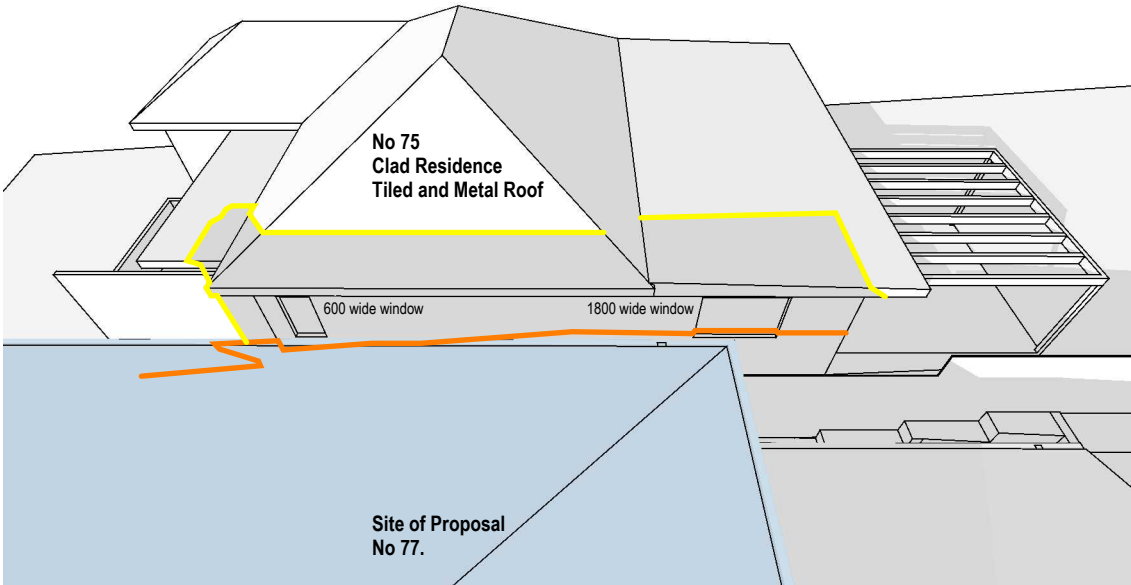 No 75
Clad Residence
Tiled and Metal Roof
600 wide window
1800 wide window
Site of Proposal
No 77.